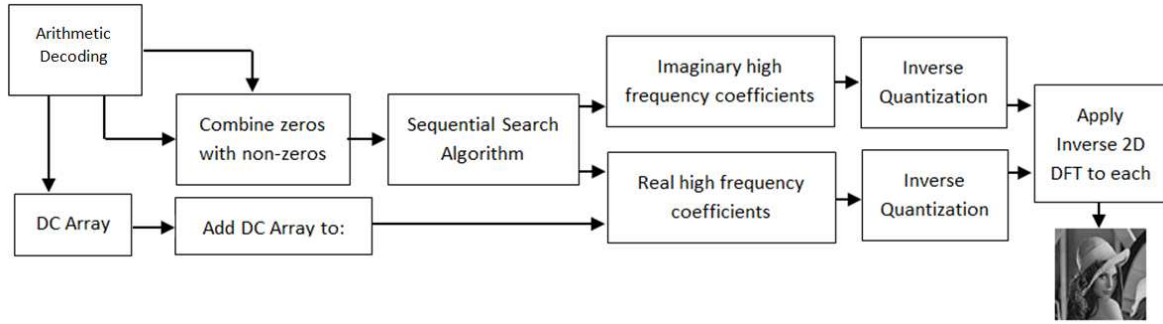 Arithmetic
Decoding
Combine zeros
with non-zeros
Sequential Search
Algorithm
Imaginary high
frequency coefficients
Inverse
Quantization
Real high frequency
coefficients
Inverse
Quantization
Apply
Inverse 2D
DFT to each
DC Array
Add DC Array to: